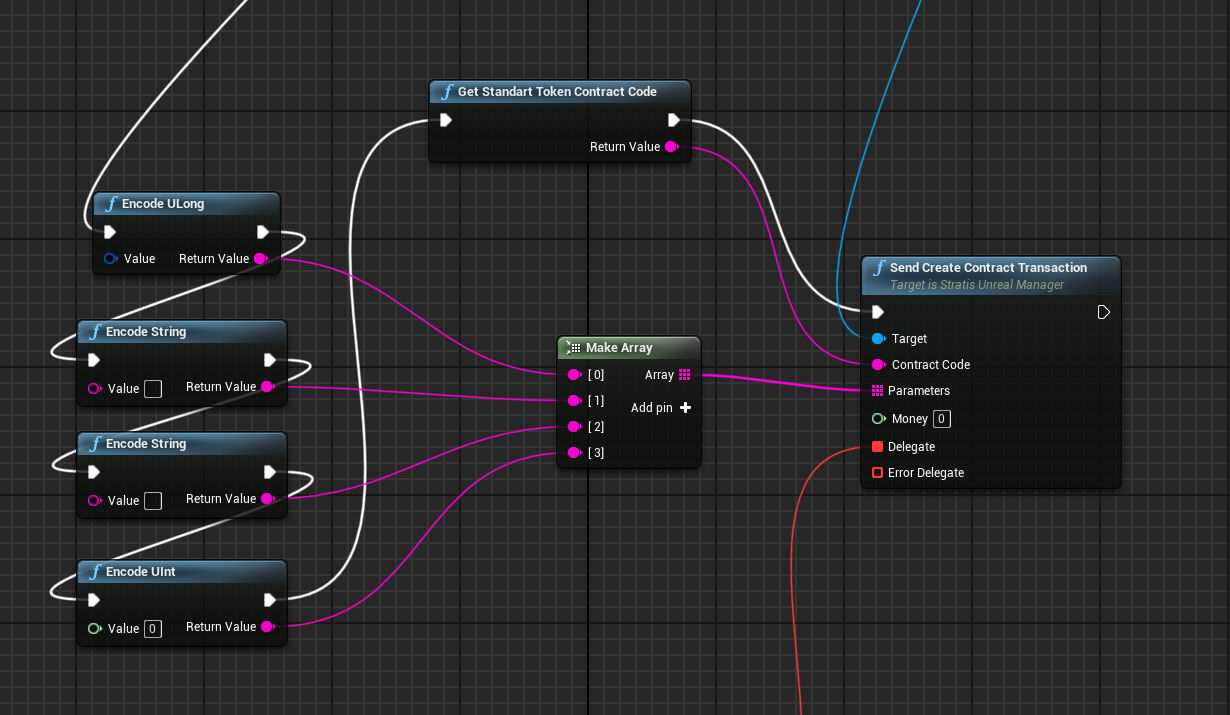 Get Standart Token Contract Code
Return Value
Encode ULong
Value Return Value
Encode String
Value Return Value
Encode String
Value Return Value
Encode UInt
Value 0 Return Value
Make Array
[0] Array
[1] Add pin
[2]
[3]
Send Create Contract Transaction
Target is Stratis Unreal Manager
Target
Contract Code
Parameters
Money 0
Delegate
Error Delegate